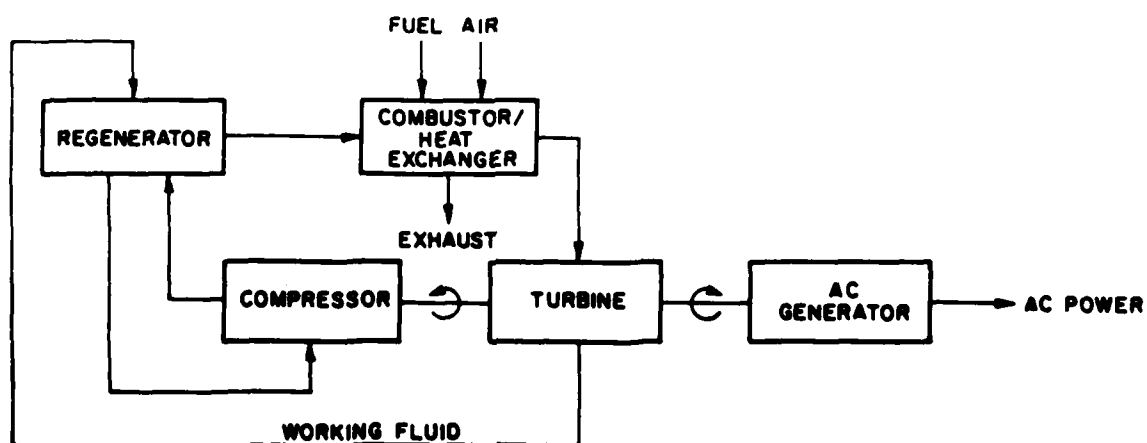 FUEL AIR
REGENERATOR
COMBUSTOR/
HEAT
EXCHANGER
EXHAUST
COMPRESSOR
TURBINE
AC
GENERATOR
AC POWER
WORKING FLUID